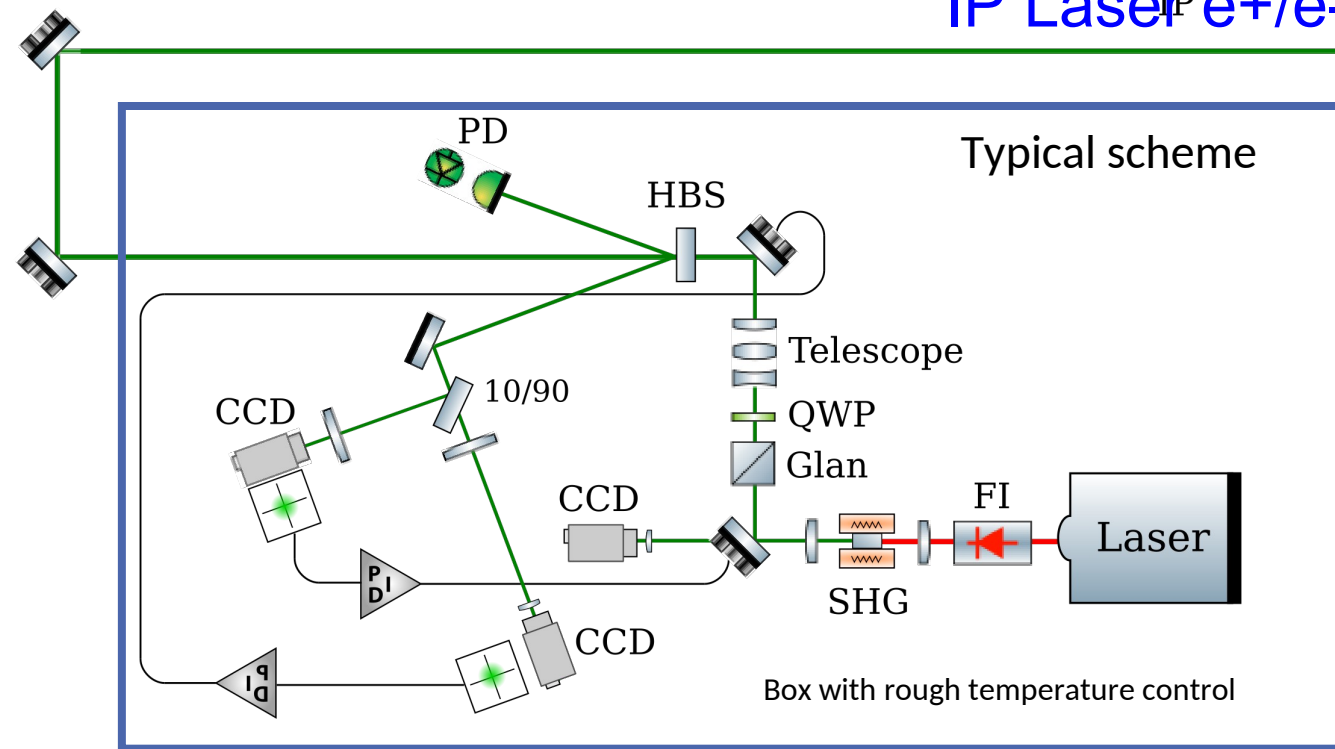 IP Laser e+/e-
IP
Typical scheme
PD
HBS
Telescope
10/90
QWP
CCD
Glan
CCD
FI
Laser
SHG
PID
CCD
PID
Box with rough temperature control